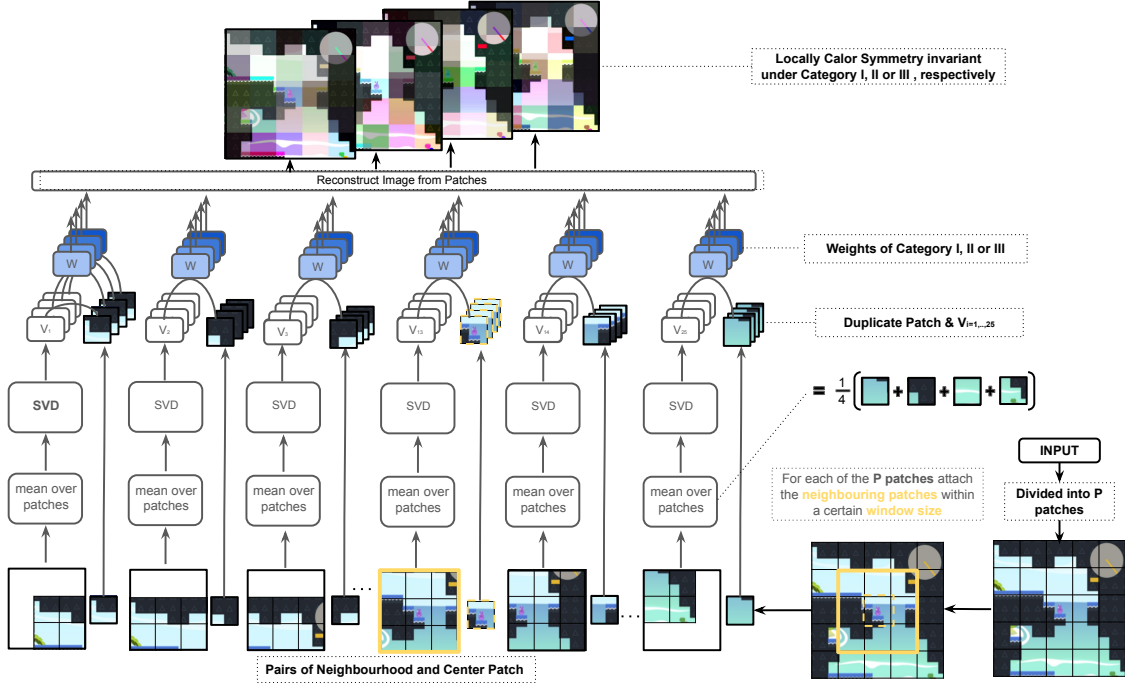 Locally Calor Symmetry invariant
under Category I, II or III , respectively
Reconstruct Image from Patches
W W W W W W
Weights of Category I, II or III
V₁ V₂ V₃ V₁₃ V₁₄ V₂₅
Duplicate Patch & Vᵢ₌₁,..,₂₅
SVD SVD SVD SVD SVD SVD
= 1/4 ( + + + )
INPUT
mean over patches
mean over patches
mean over patches
mean over patches
mean over patches
mean over patches
For each of the P patches attach
the neighbouring patches within
a certain window size
Divided into P
patches
... ...
Pairs of Neighbourhood and Center Patch